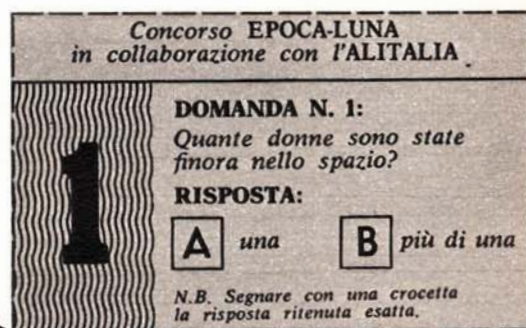 Concorso EPOCA-LUNA
in collaborazione con l'ALITALIA
1
DOMANDA N. 1:
Quante donne sono state
finora nello spazio?
RISPOSTA:
A una B più di una
N.B. Segnare con una crocetta
la risposta ritenuta esatta.